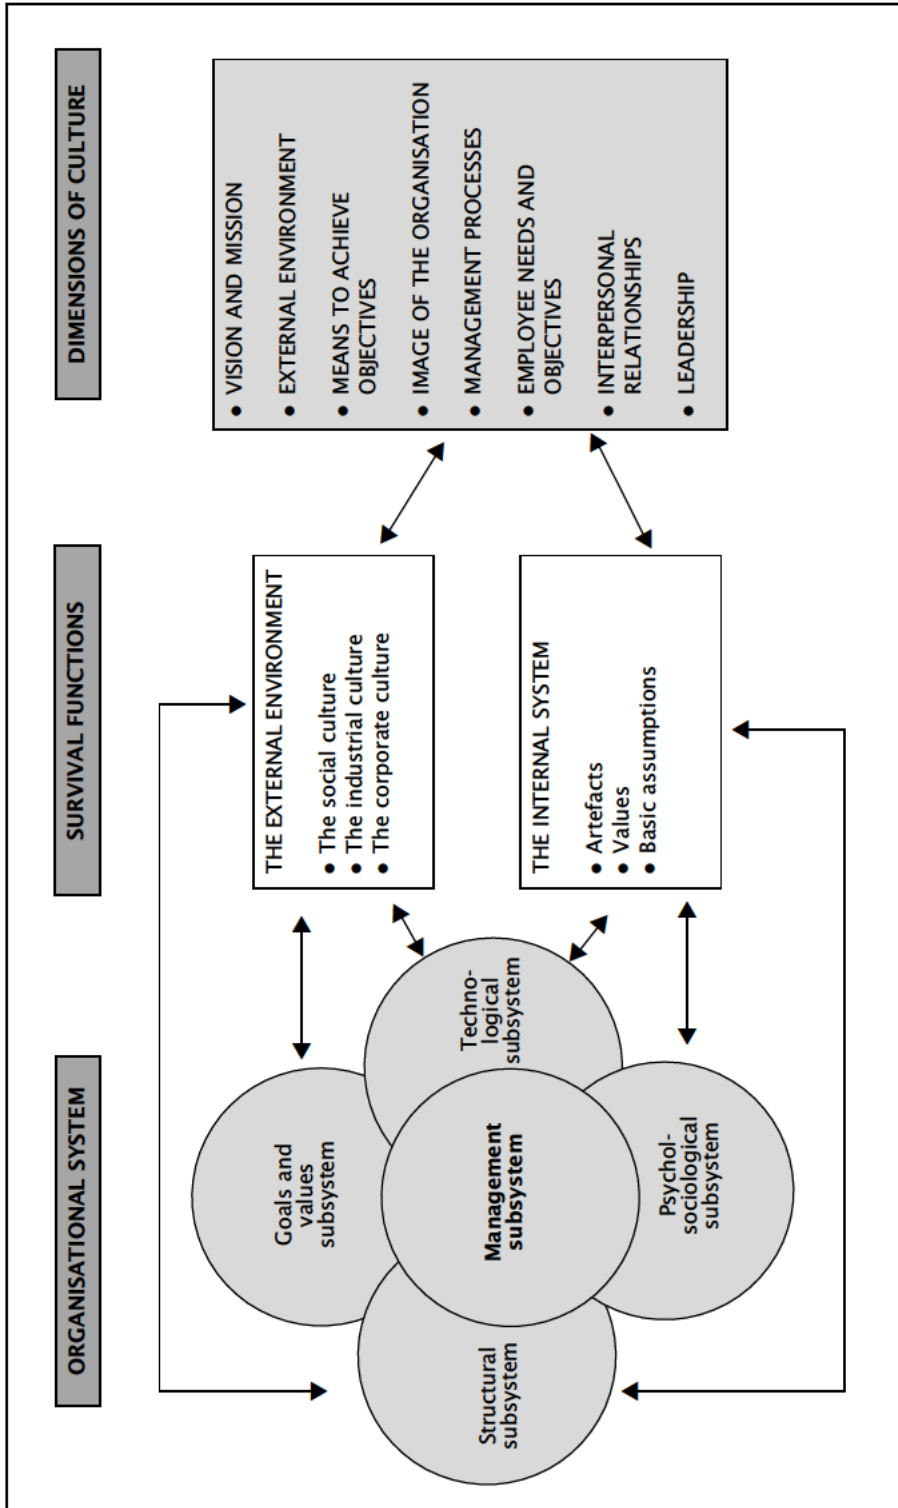 ORGANISATIONAL SYSTEM
SURVIVAL FUNCTIONS
DIMENSIONS OF CULTURE
Goals and
values
subsystem
Structural
subsystem
Management
subsystem
Techno-
logical
subsystem
Psychol-
sociological
subsystem
THE EXTERNAL ENVIRONMENT
● The social culture
● The industrial culture
● The corporate culture
THE INTERNAL SYSTEM
● Artefacts
● Values
● Basic assumptions
● VISION AND MISSION
● EXTERNAL ENVIRONMENT
● MEANS TO ACHIEVE
OBJECTIVES
● IMAGE OF THE ORGANISATION
● MANAGEMENT PROCESSES
● EMPLOYEE NEEDS AND
OBJECTIVES
● INTERPERSONAL
RELATIONSHIPS
● LEADERSHIP